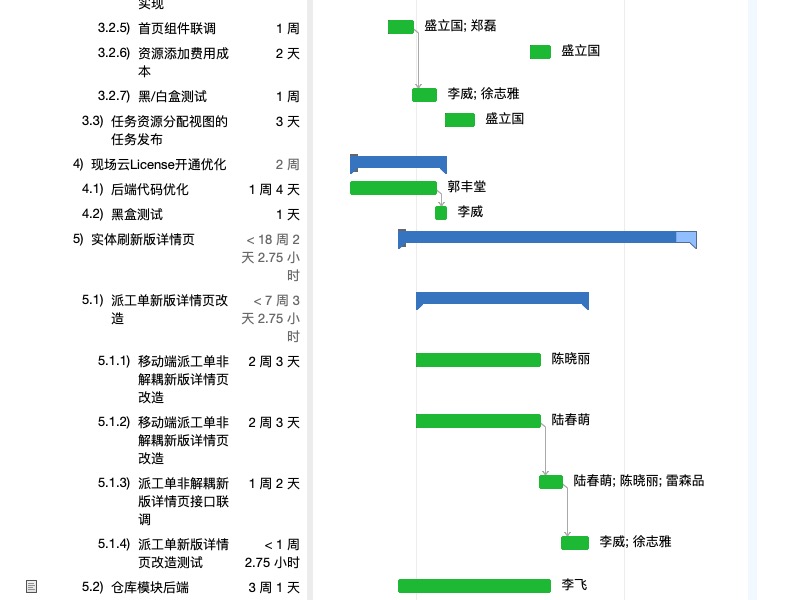 实现
3.2.5) 首页组件联调 1 周 盛立国; 郑磊
3.2.6) 资源添加费用成 2 天 盛立国
本
3.2.7) 黑/白盒测试 1 周 李威; 徐志雅
3.3) 任务资源分配视图的 3 天 盛立国
任务发布
4) 现场云License开通优化 2 周
4.1) 后端代码优化 1 周 4 天 郭丰堂
4.2) 黑盒测试 1 天 李威
5) 实体刷新版详情页 < 18 周 2
天 2.75 小
时
5.1) 派工单新版详情页改 < 7 周 3
造 天 2.75 小
时
5.1.1) 移动端派工单非 2 周 3 天 陈晓丽
解耦新版详情页
改造
5.1.2) 移动端派工单非 2 周 3 天 陆春萌
解耦新版详情页
改造
5.1.3) 派工单非解耦新 1 周 2 天 陆春萌; 陈晓丽; 雷森品
版详情页接口联
调
5.1.4) 派工单新版详情 < 1 周 李威; 徐志雅
页改造测试 2.75 小时
5.2) 仓库模块后端 3 周 1 天 李飞